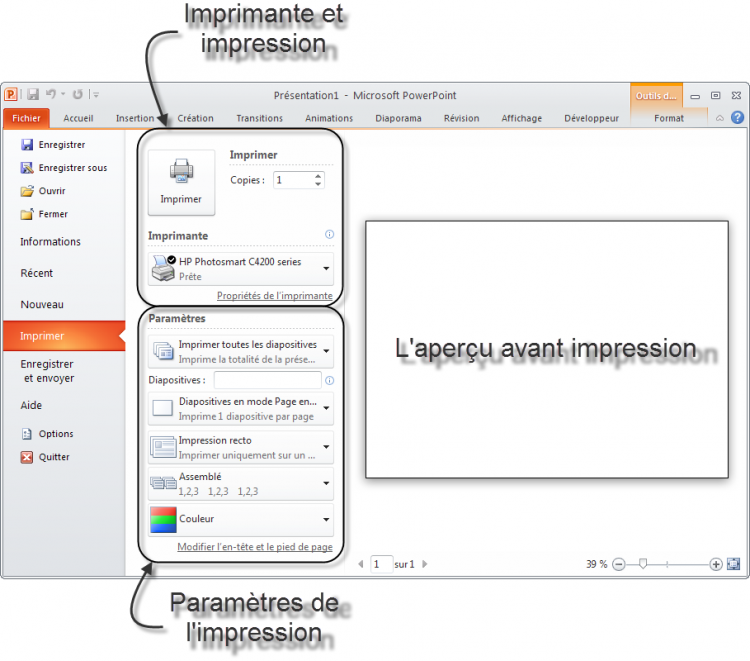 Imprimante et
impression
Présentation1 - Microsoft PowerPoint
Outils d...
Fichier Accueil Insertion Création Transitions Animations Diaporama Révision Affichage Développeur Format
Enregistrer
Enregistrer sous
Ouvrir
Fermer
Informations
Récent
Nouveau
Imprimer
Enregistrer
et envoyer
Aide
Options
Quitter
Imprimer
Imprimer
Copies : 1
Imprimante
HP Photosmart C4200 series
Prête
Propriétés de l'imprimante
Paramètres
Imprimer toutes les diapositives
Imprime la totalité de la prése...
Diapositives :
Diapositives en mode Page en...
Imprime 1 diapositive par page
Impression recto
Imprimer uniquement sur un ...
Assemblé
1,2,3 1,2,3 1,2,3
Couleur
Modifier l'en-tête et le pied de page
L'aperçu avant impression
1 sur 1
39 %
Paramètres de
l'impression